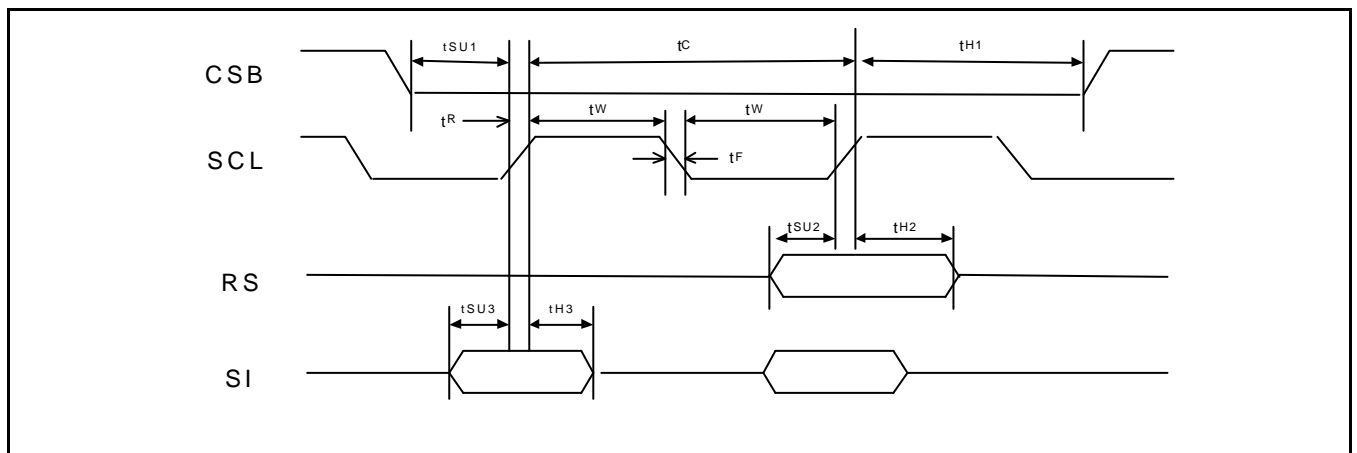 tSU1 tC tH1
CSB
tR tW tW
SCL
tF
tSU2 tH2
RS
tSU3 tH3
SI